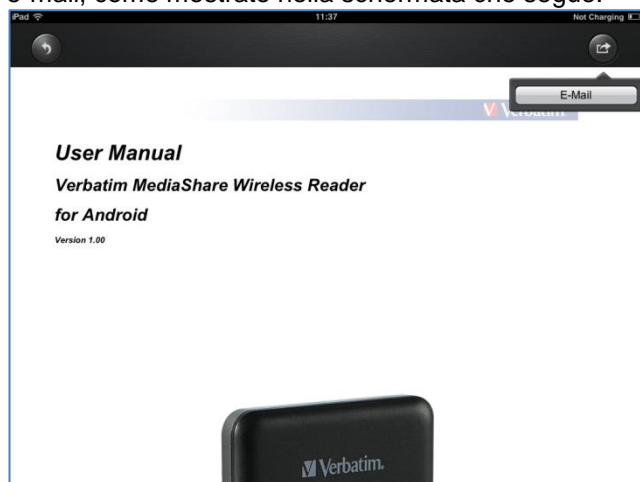 e-mail, come mostrato nella schermata che segue:
iPad 11:37 Not Charging
E-Mail
Verbatim.
User Manual
Verbatim MediaShare Wireless Reader
for Android
Version 1.00
Verbatim.